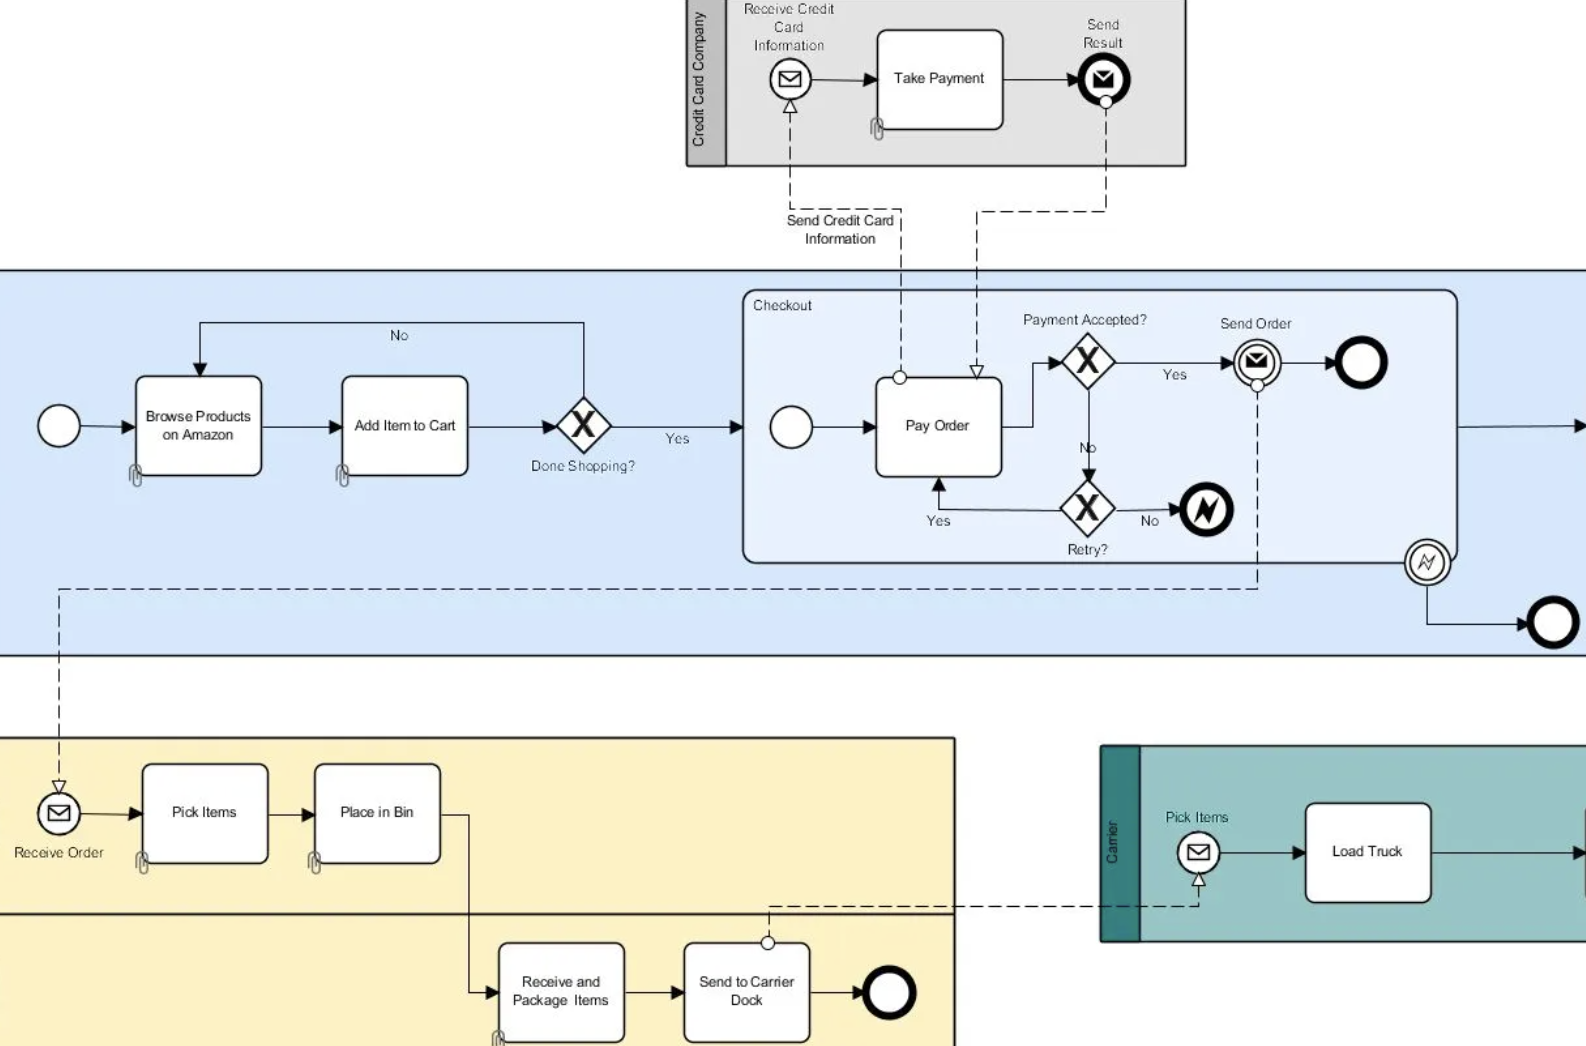 Receive Credit
Card
Information
Send
Result
Credit Card Company
Take Payment
Send Credit Card
Information
Checkout
No
Payment Accepted?
Send Order
Browse Products
on Amazon
Add Item to Cart
Done Shopping?
Yes
Pay Order
Yes
No
Yes
No
Retry?
Pick Items
Place in Bin
Receive Order
Carrier
Pick Items
Load Truck
Receive and
Package Items
Send to Carrier
Dock